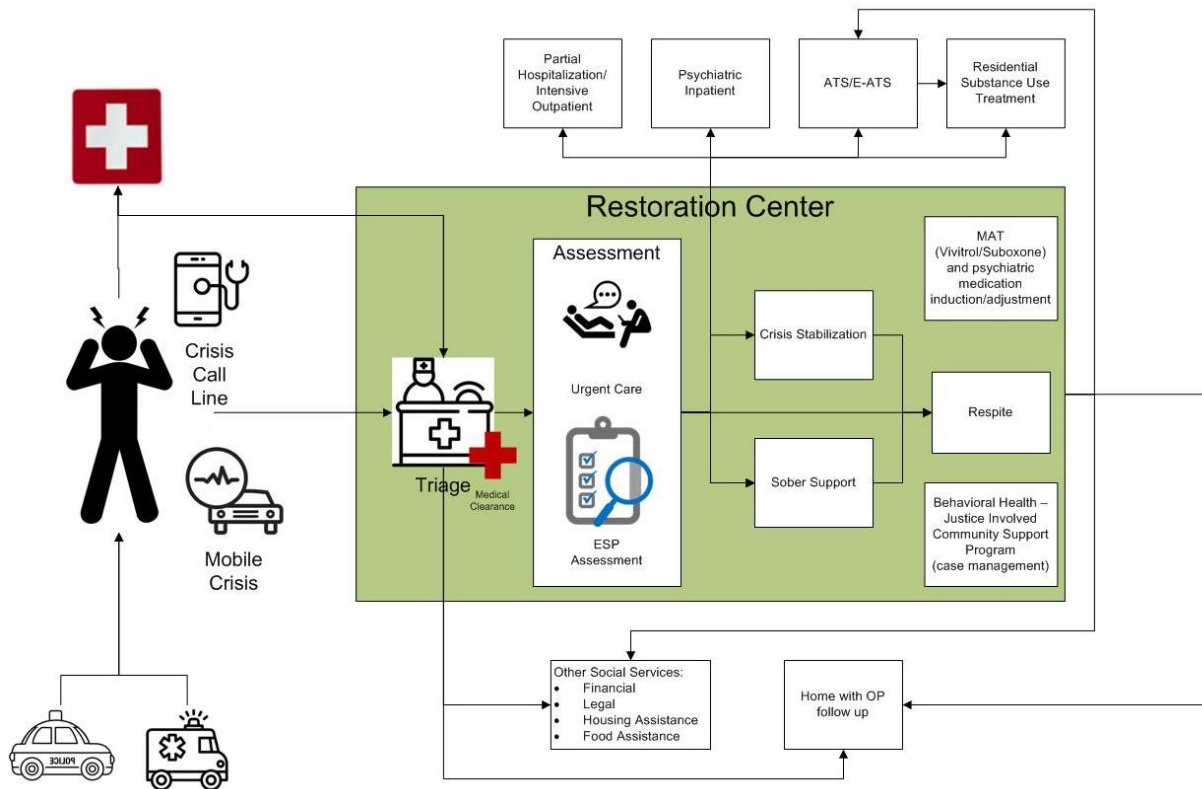 Partial
Hospitalization/
Intensive
Outpatient
Psychiatric
Inpatient
ATS/E-ATS
Residential
Substance Use
Treatment
Restoration Center
Crisis
Call
Line
Mobile
Crisis
POLICE
Triage
Medical
Clearance
Assessment
Urgent Care
ESP
Assessment
Crisis Stabilization
Sober Support
MAT
(Vivitrol/Suboxone)
and psychiatric
medication
induction/adjustment
Respite
Behavioral Health –
Justice Involved
Community Support
Program
(case management)
Other Social Services:
• Financial
• Legal
• Housing Assistance
• Food Assistance
Home with OP
follow up